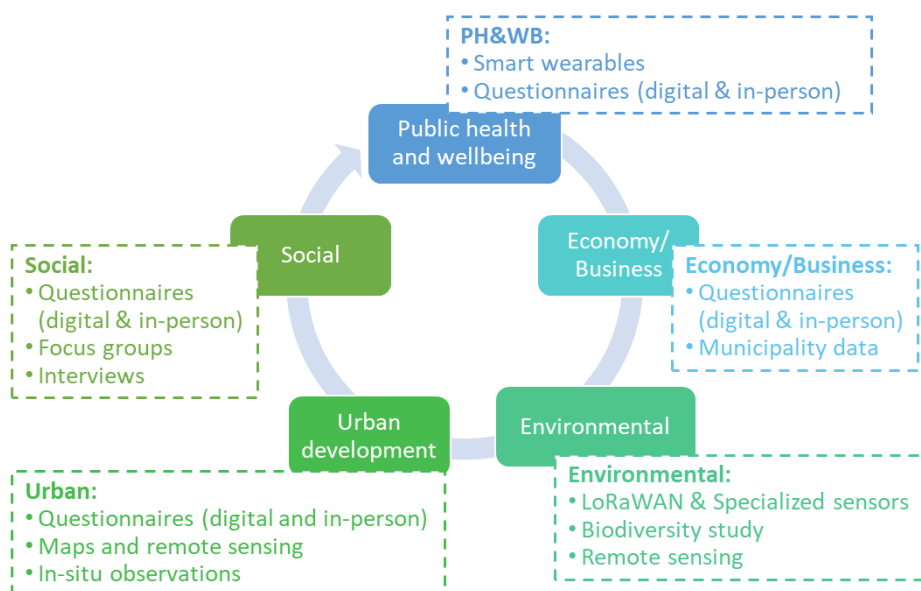 PH&WB:
• Smart wearables
• Questionnaires (digital & in-person)
Public health
and wellbeing
Economy/
Business
Economy/Business:
• Questionnaires
(digital & in-person)
• Municipality data
Environmental
Environmental:
• LoRaWAN & Specialized sensors
• Biodiversity study
• Remote sensing
Urban
development
Urban:
• Questionnaires (digital and in-person)
• Maps and remote sensing
• In-situ observations
Social
Social:
• Questionnaires
(digital & in-person)
• Focus groups
• Interviews